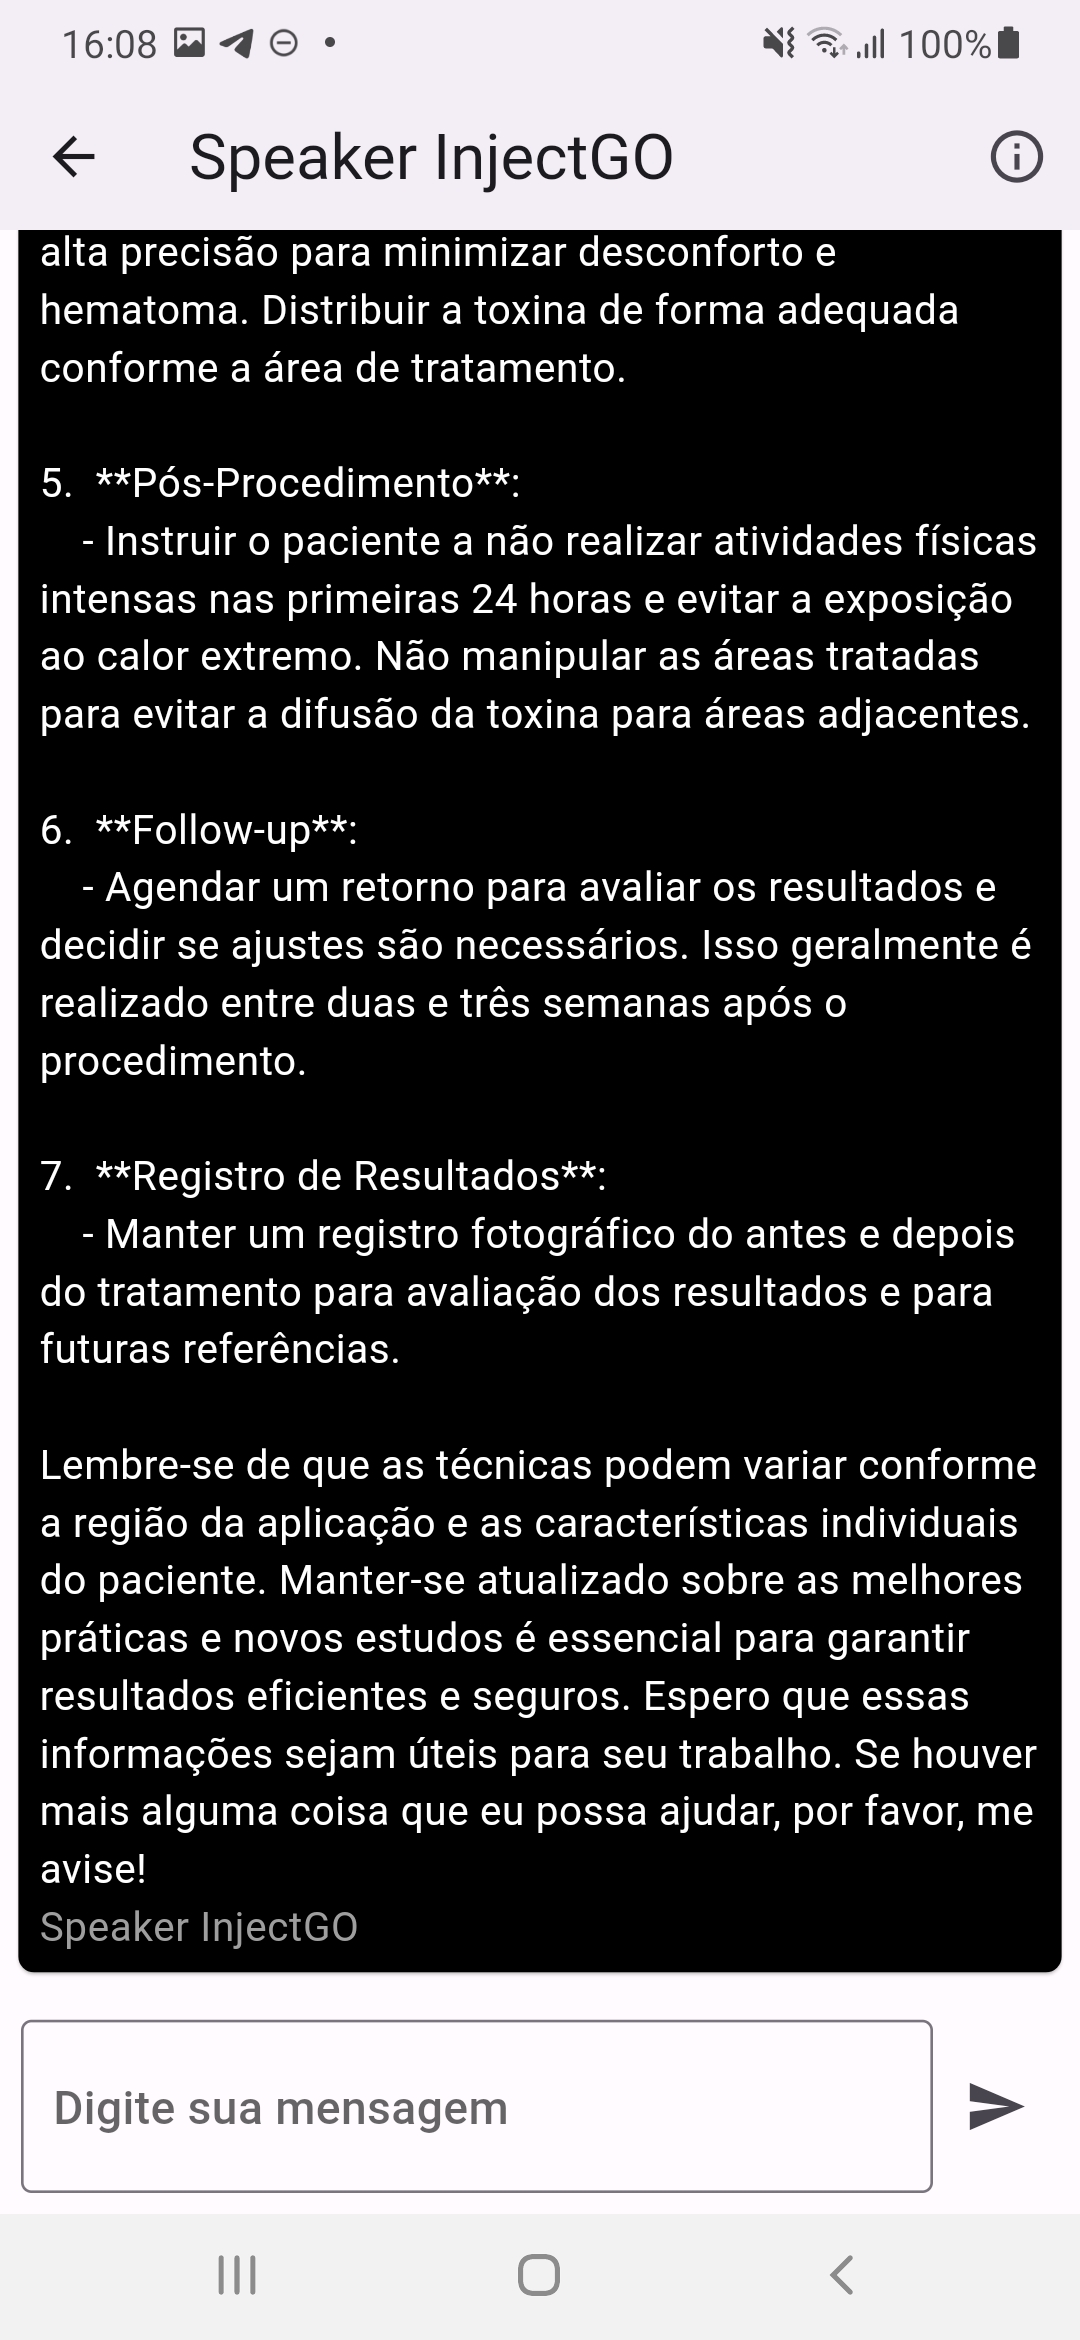 16:08
100%
Speaker InjectGO
alta precisão para minimizar desconforto e
hematoma. Distribuir a toxina de forma adequada
conforme a área de tratamento.
5. **Pós-Procedimento**:
- Instruir o paciente a não realizar atividades físicas
intensas nas primeiras 24 horas e evitar a exposição
ao calor extremo. Não manipular as áreas tratadas
para evitar a difusão da toxina para áreas adjacentes.
6. **Follow-up**:
- Agendar um retorno para avaliar os resultados e
decidir se ajustes são necessários. Isso geralmente é
realizado entre duas e três semanas após o
procedimento.
7. **Registro de Resultados**:
- Manter um registro fotográfico do antes e depois
do tratamento para avaliação dos resultados e para
futuras referências.
Lembre-se de que as técnicas podem variar conforme
a região da aplicação e as características individuais
do paciente. Manter-se atualizado sobre as melhores
práticas e novos estudos é essencial para garantir
resultados eficientes e seguros. Espero que essas
informações sejam úteis para seu trabalho. Se houver
mais alguma coisa que eu possa ajudar, por favor, me
avise!
Speaker InjectGO
Digite sua mensagem